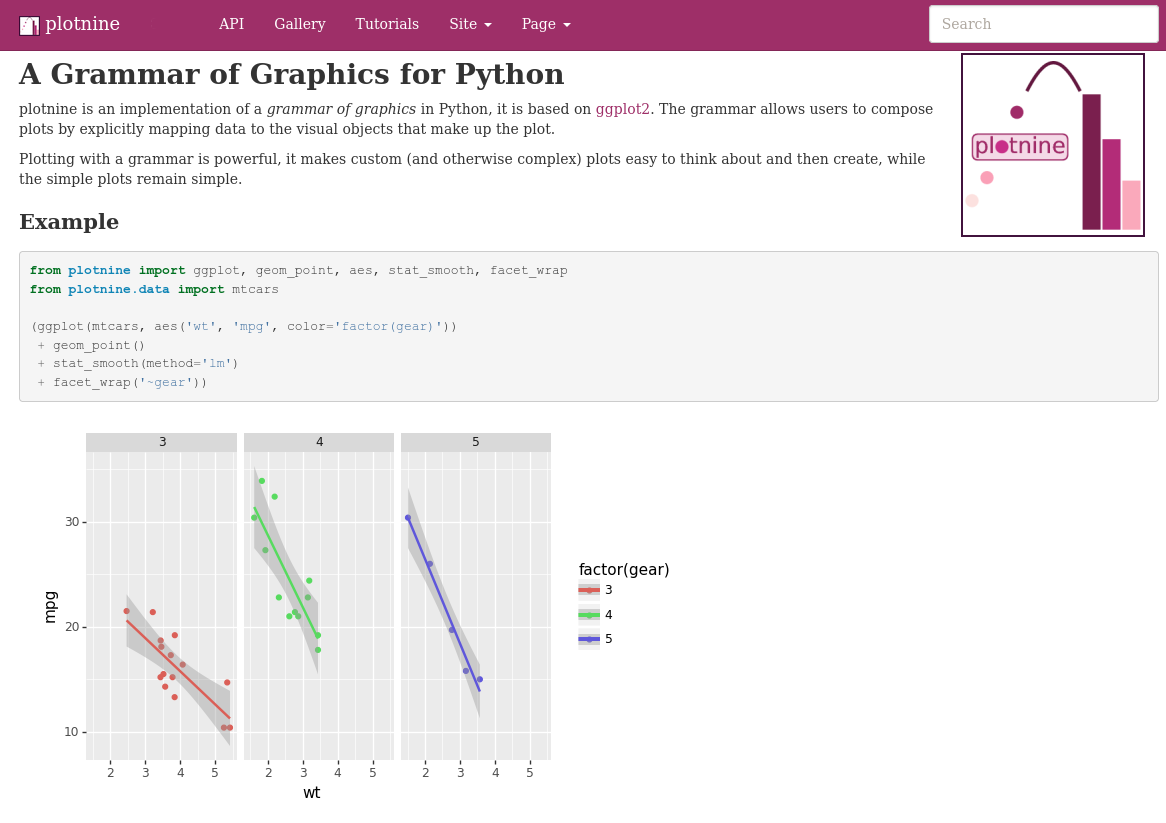 plotnine API Gallery Tutorials Site Page Search
A Grammar of Graphics for Python
plotnine is an implementation of a grammar of graphics in Python, it is based on ggplot2. The grammar allows users to compose
plots by explicitly mapping data to the visual objects that make up the plot.
Plotting with a grammar is powerful, it makes custom (and otherwise complex) plots easy to think about and then create, while
the simple plots remain simple.
plotnine
Example
from plotnine import ggplot, geom_point, aes, stat_smooth, facet_wrap
from plotnine.data import mtcars
(ggplot(mtcars, aes('wt', 'mpg', color='factor(gear)'))
+ geom_point()
+ stat_smooth(method='lm')
+ facet_wrap('~gear'))
3 4 5
30
20
10
mpg
2 3 4 5 2 3 4 5 2 3 4 5
wt
factor(gear)
3
4
5